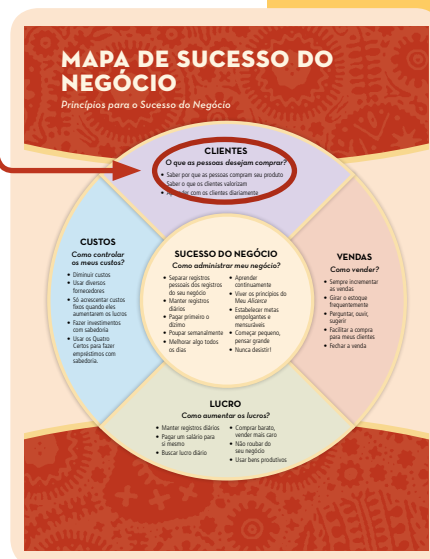 MAPA DE SUCESSO DO
NEGÓCIO
Princípios para o Sucesso do Negócio
CLIENTES
O que as pessoas desejam comprar?
• Saber por que as pessoas compram seu produto
• Saber o que os clientes valorizam
• Aprender com os clientes diariamente
CUSTOS
Como controlar
os meus custos?
• Diminuir custos
• Usar diversos
fornecedores
• Só acrescentar custos
fixos quando eles
aumentarem os lucros
• Fazer investimentos
com sabedoria
• Usar os Quatro
Certos para fazer
empréstimos com
sabedoria.
SUCESSO DO NEGÓCIO
Como administrar meu negócio?
• Separar registros
pessoais dos registros
do seu negócio
• Manter registros
diários
• Pagar primeiro o
dízimo
• Poupar semanalmente
• Melhorar algo todos
os dias
• Aprender
continuamente
• Viver os princípios do
Meu Alicerce
• Estabelecer metas
empolgantes e
mensuráveis
• Começar pequeno,
pensar grande
• Nunca desistir!
VENDAS
Como vender?
• Sempre incrementar
as vendas
• Girar o estoque
frequentemente
• Perguntar, ouvir,
sugerir
• Facilitar a compra
para meus clientes
• Fechar a venda
LUCRO
Como aumentar os lucros?
• Manter registros diários
• Pagar um salário para
si mesmo
• Buscar lucro diário
• Comprar barato,
vender mais caro
• Não roubar do
seu negócio
• Usar bens produtivos